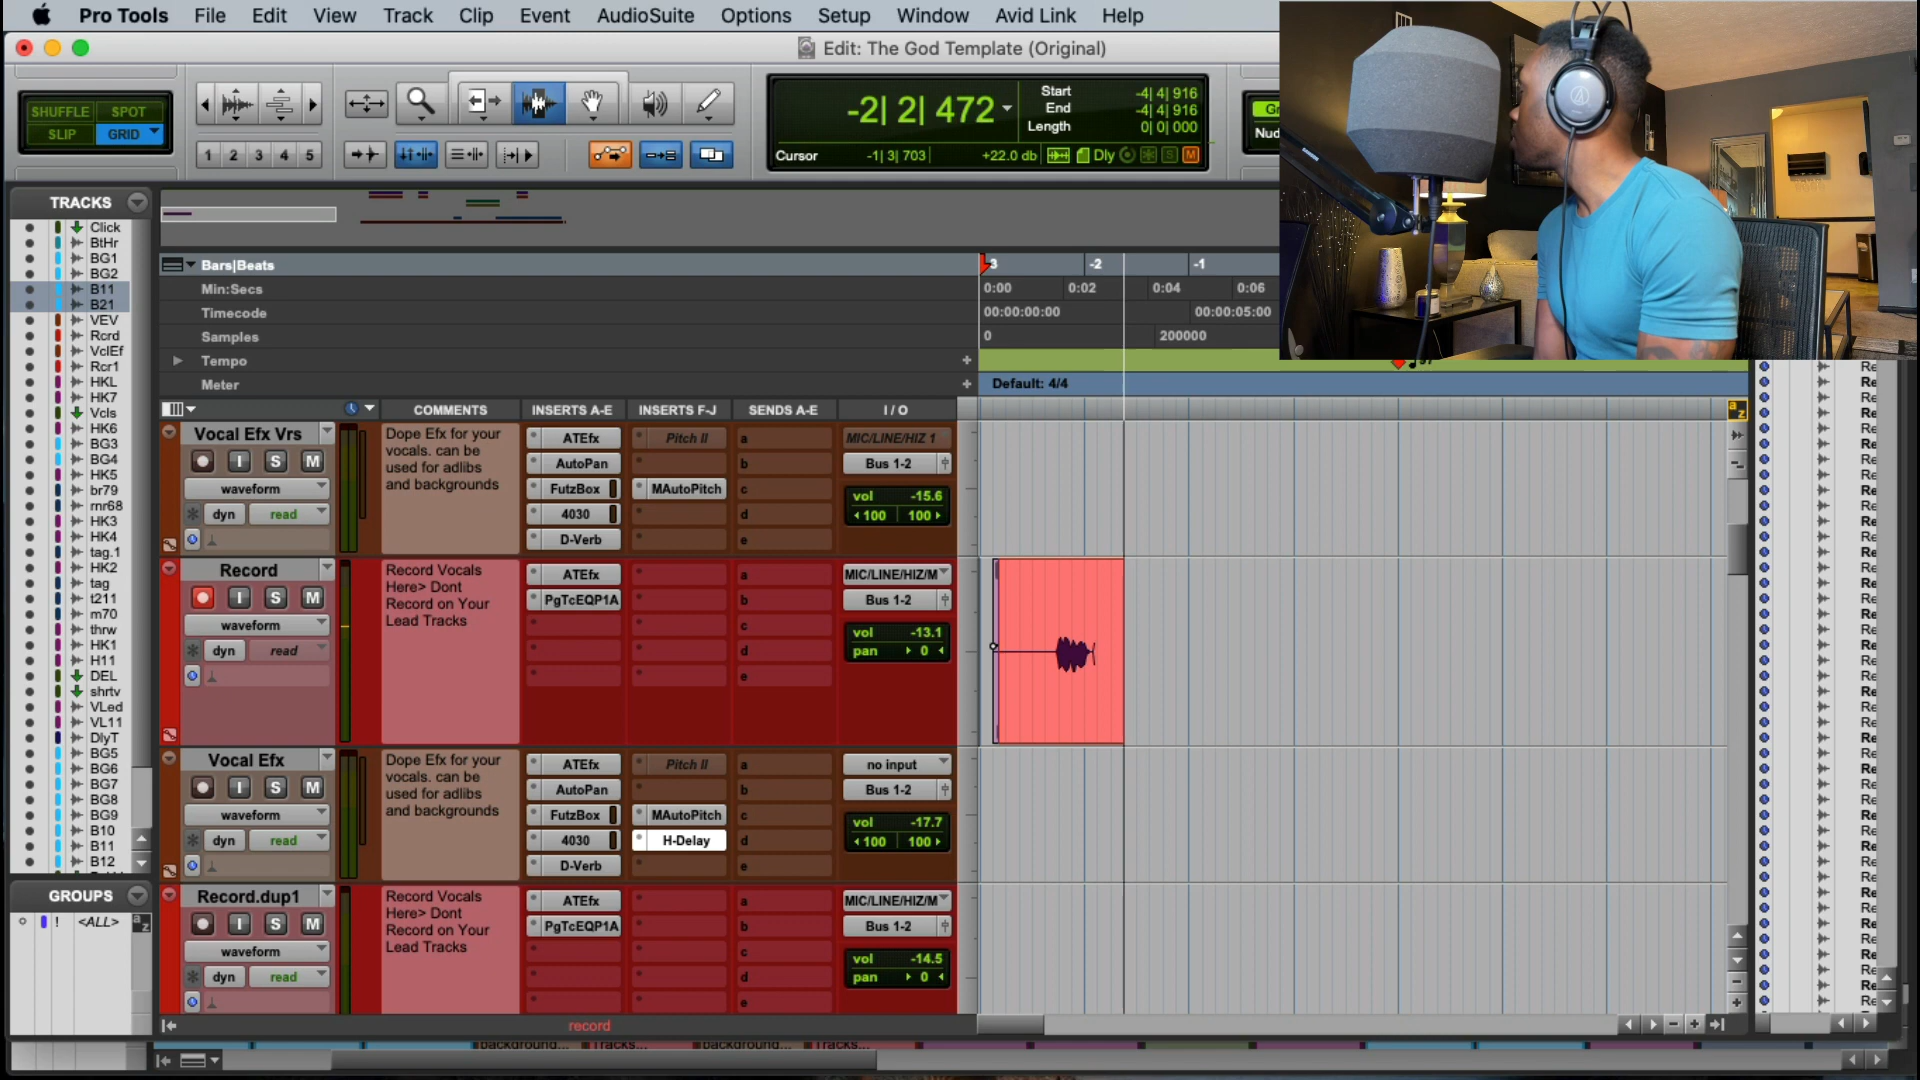 Pro Tools File Edit View Track Clip Event AudioSuite Options Setup Window Avid Link Help
Edit: The God Template (Original)
SHUFFLE SPOT
SLIP GRID
1 2 3 4 5
-2| 2| 472
Start -4| 4| 916
End -4| 4| 916
Length 0| 0| 000
Cursor -1| 3| 703 +22.0 db Dly S M
Nud
TRACKS
Click
BtHr
BG1
BG2
B11
B21
VEV
Rcrd
VclEf
Rcr1
HKL
HK7
Vcls
HK6
BG3
BG4
HK5
br79
rnr68
HK3
HK4
tag.1
HK2
tag
t211
m70
thrw
HK1
H11
DEL
shrtv
VLed
VL11
DlyT
BG5
BG6
BG7
BG8
BG9
B10
B11
B12
GROUPS
! <ALL> a z
Bars|Beats 3 -2 -1
Min:Secs 0:00 0:02 0:04 0:06
Timecode 00:00:00:00 00:00:05:00
Samples 0 200000
Tempo
Meter Default: 4/4
COMMENTS INSERTS A-E INSERTS F-J SENDS A-E I / O
Vocal Efx Vrs
I S M
waveform
dyn read
Dope Efx for your
vocals. can be
used for adlibs
and backgrounds
ATEfx
AutoPan
FutzBox
4030
D-Verb
Pitch II
MAutoPitch
a
b
c
d
e
MIC/LINE/HIZ 1
Bus 1-2
vol -15.6
100 100
Record
I S M
waveform
dyn read
Record Vocals
Here> Dont
Record on Your
Lead Tracks
ATEfx
PgTcEQP1A
a
b
c
d
e
MIC/LINE/HIZ/M
Bus 1-2
vol -13.1
pan 0
Vocal Efx
I S M
waveform
dyn read
Dope Efx for your
vocals. can be
used for adlibs
and backgrounds
ATEfx
AutoPan
FutzBox
4030
D-Verb
Pitch II
MAutoPitch
H-Delay
a
b
c
d
e
no input
Bus 1-2
vol -17.7
100 100
Record.dup1
I S M
waveform
dyn read
Record Vocals
Here> Dont
Record on Your
Lead Tracks
ATEfx
PgTcEQP1A
a
b
c
d
e
MIC/LINE/HIZ/M
Bus 1-2
vol -14.5
pan 0
record
a z